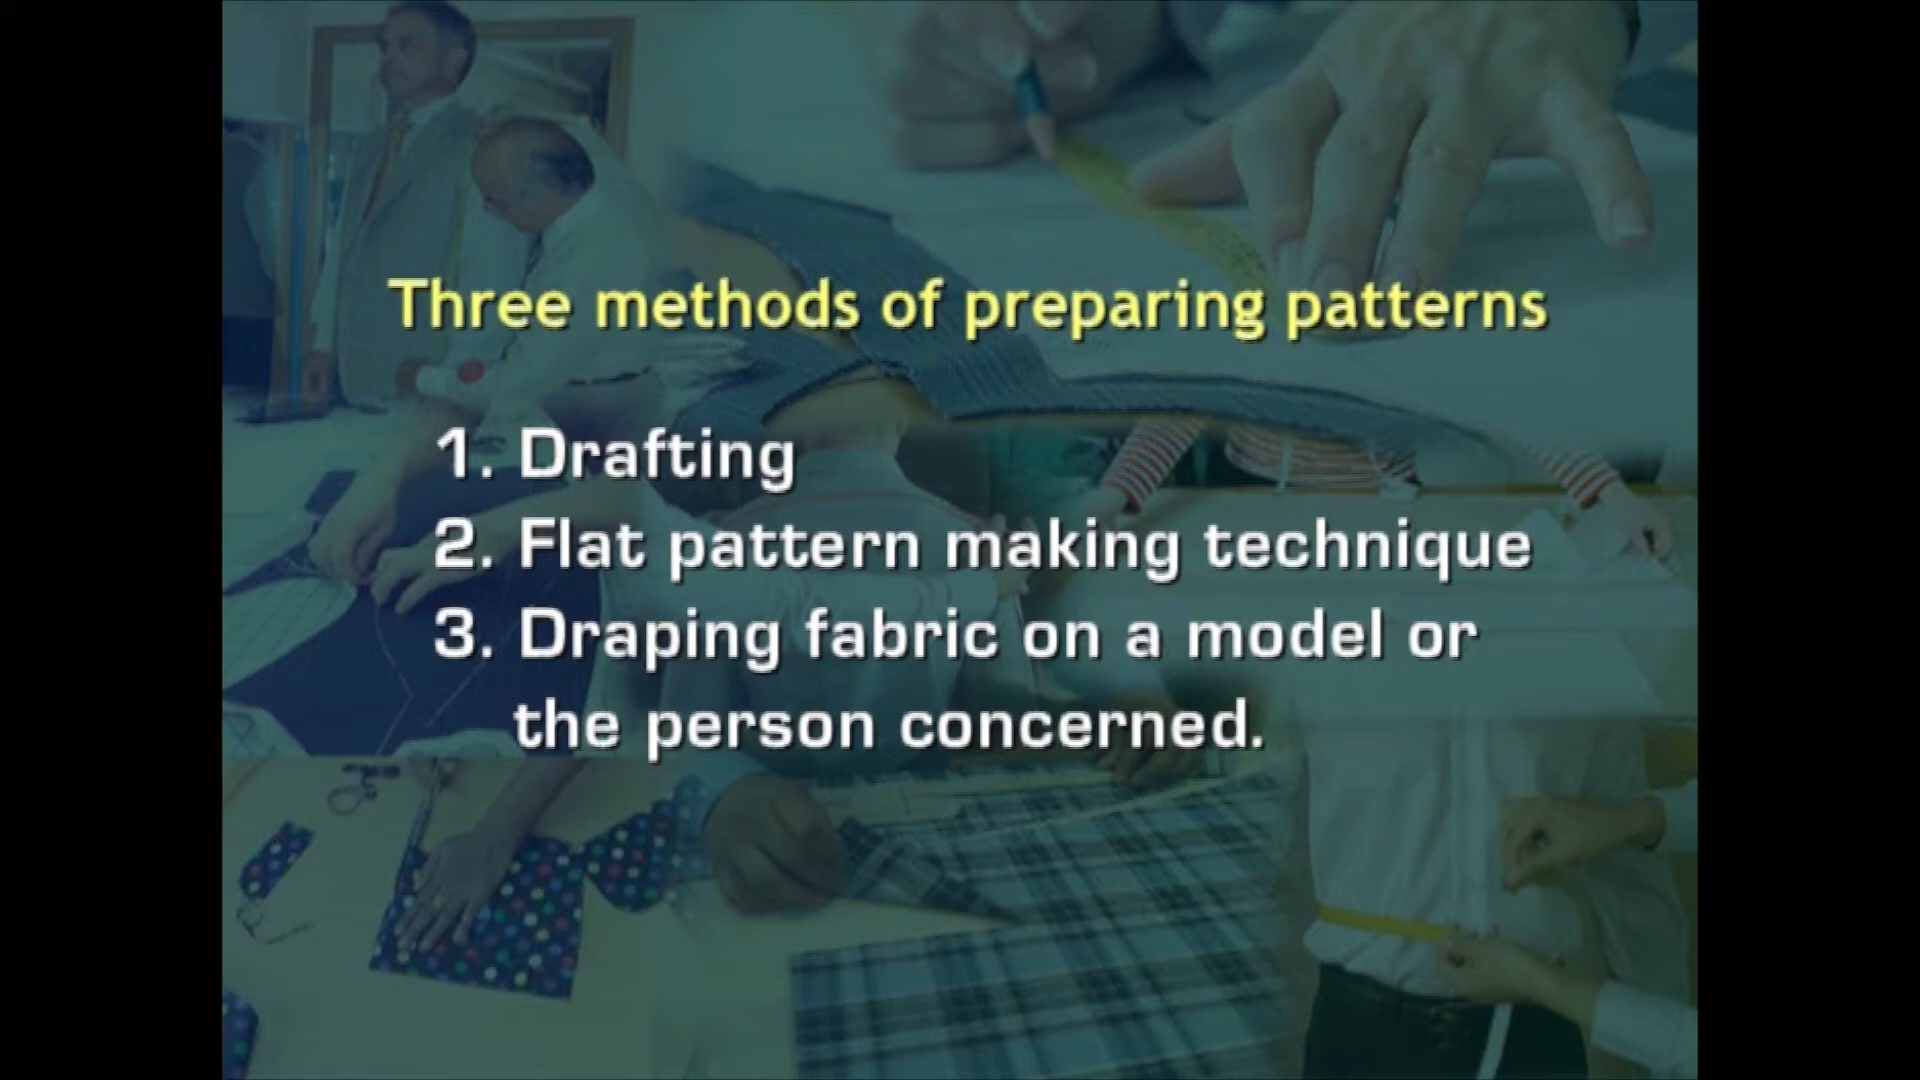 Three methods of preparing patterns
1. Drafting
2. Flat pattern making technique
3. Draping fabric on a model or
the person concerned.